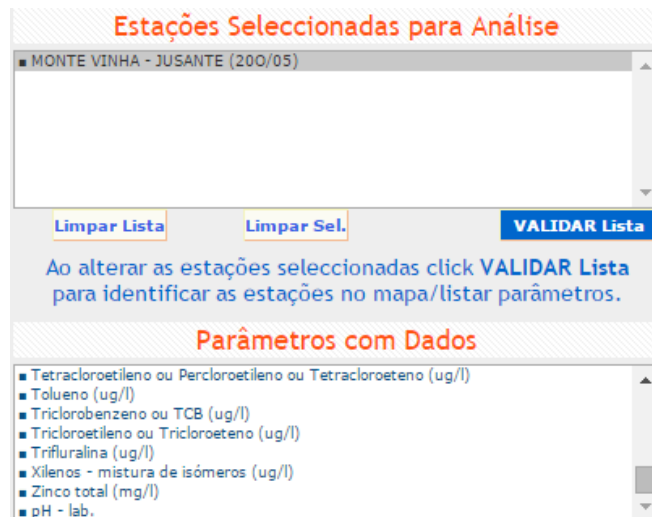 Estações Seleccionadas para Análise
▪ MONTE VINHA - JUSANTE (20O/05)
Limpar Lista Limpar Sel. VALIDAR Lista
Ao alterar as estações seleccionadas click VALIDAR Lista
para identificar as estações no mapa/listar parâmetros.
Parâmetros com Dados
▪ Tetracloroetileno ou Percloroetileno ou Tetracloroeteno (ug/l)
▪ Tolueno (ug/l)
▪ Triclorobenzeno ou TCB (ug/l)
▪ Tricloroetileno ou Tricloroeteno (ug/l)
▪ Trifluralina (ug/l)
▪ Xilenos - mistura de isómeros (ug/l)
▪ Zinco total (mg/l)
▪ pH - lab.